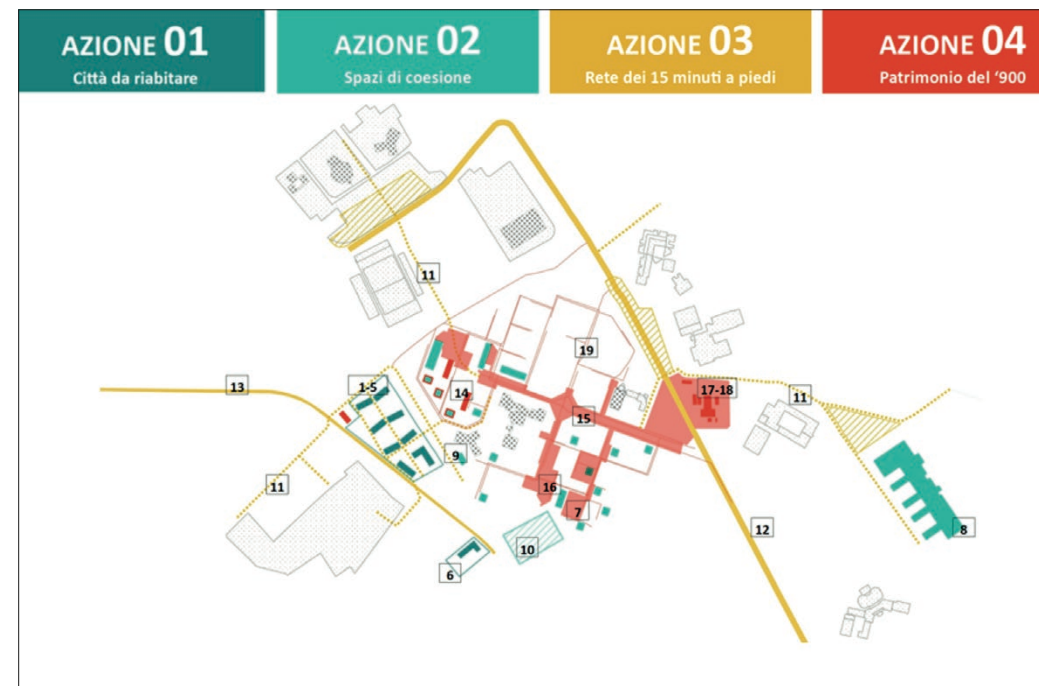 AZIONE 01
Città da riabitare
AZIONE 02
Spazi di coesione
AZIONE 03
Rete dei 15 minuti a piedi
AZIONE 04
Patrimonio del ‘900
11
19
13
1-5
14
17-18
11
15
9
11
16
7
12
8
10
6